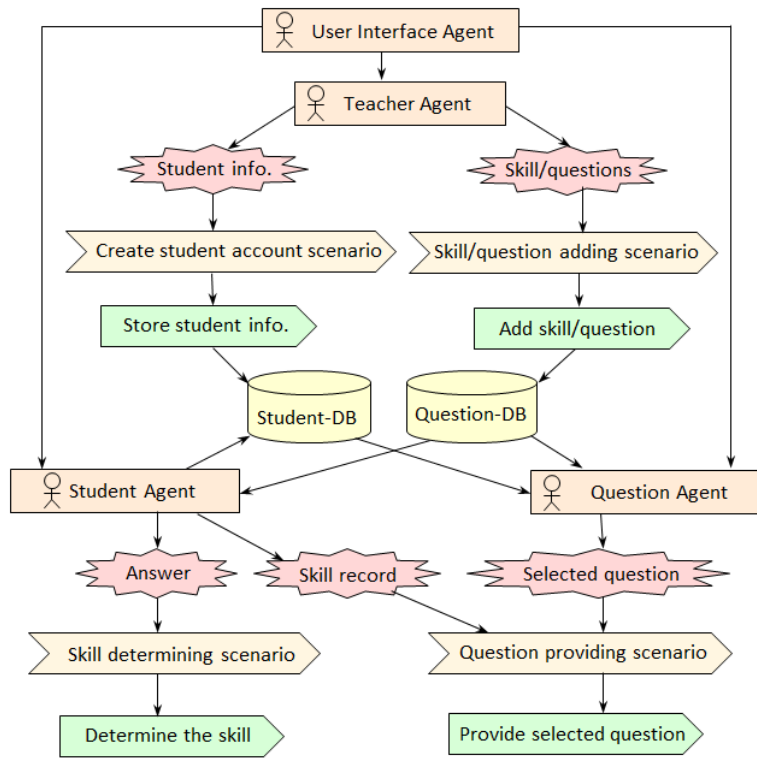 User Interface Agent
Teacher Agent
Student info.
Skill/questions
Create student account scenario
Skill/question adding scenario
Store student info.
Add skill/question
Student-DB
Question-DB
Student Agent
Question Agent
Answer
Skill record
Selected question
Skill determining scenario
Question providing scenario
Determine the skill
Provide selected question